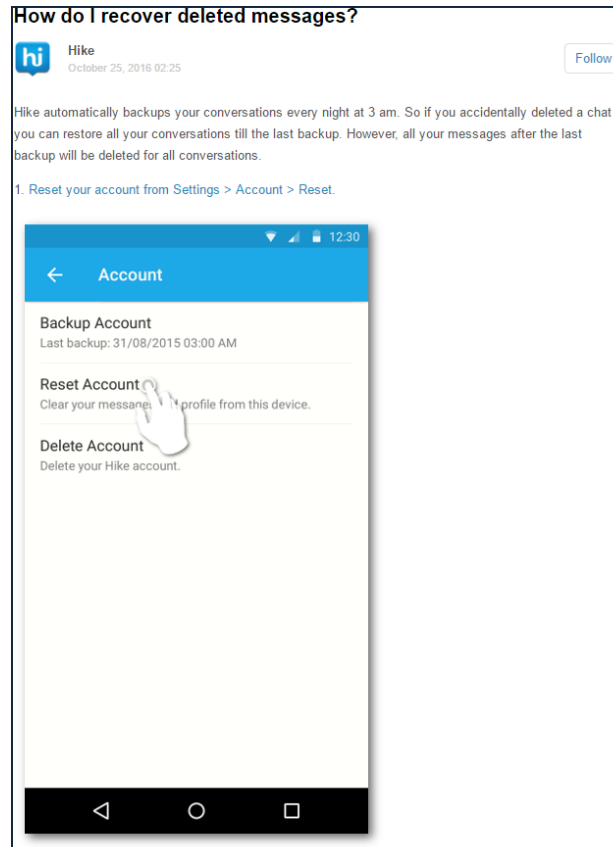 How do I recover deleted messages?
hi
Hike
October 25, 2016 02:25
Follow
Hike automatically backups your conversations every night at 3 am. So if you accidentally deleted a chat
you can restore all your conversations till the last backup. However, all your messages after the last
backup will be deleted for all conversations.
1. Reset your account from Settings > Account > Reset.
12:30
Account
Backup Account
Last backup: 31/08/2015 03:00 AM
Reset Account
Clear your message profile from this device.
Delete Account
Delete your Hike account.